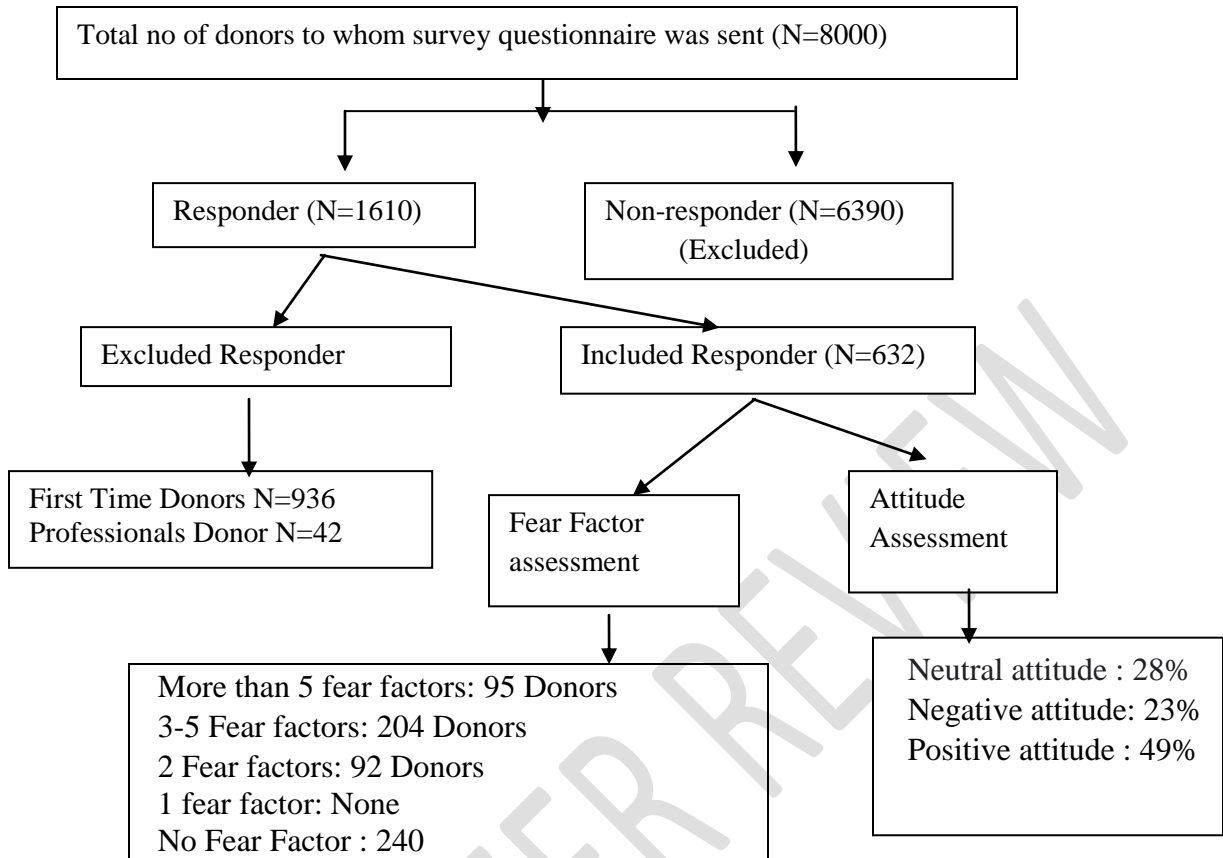 Total no of donors to whom survey questionnaire was sent (N=8000)
Responder (N=1610)
Non-responder (N=6390)
(Excluded)
Excluded Responder
Included Responder (N=632)
First Time Donors N=936
Professionals Donor N=42
Fear Factor
assessment
Attitude
Assessment
More than 5 fear factors: 95 Donors
3-5 Fear factors: 204 Donors
2 Fear factors: 92 Donors
1 fear factor: None
No Fear Factor : 240
Neutral attitude : 28%
Negative attitude: 23%
Positive attitude : 49%
ER REVIEW